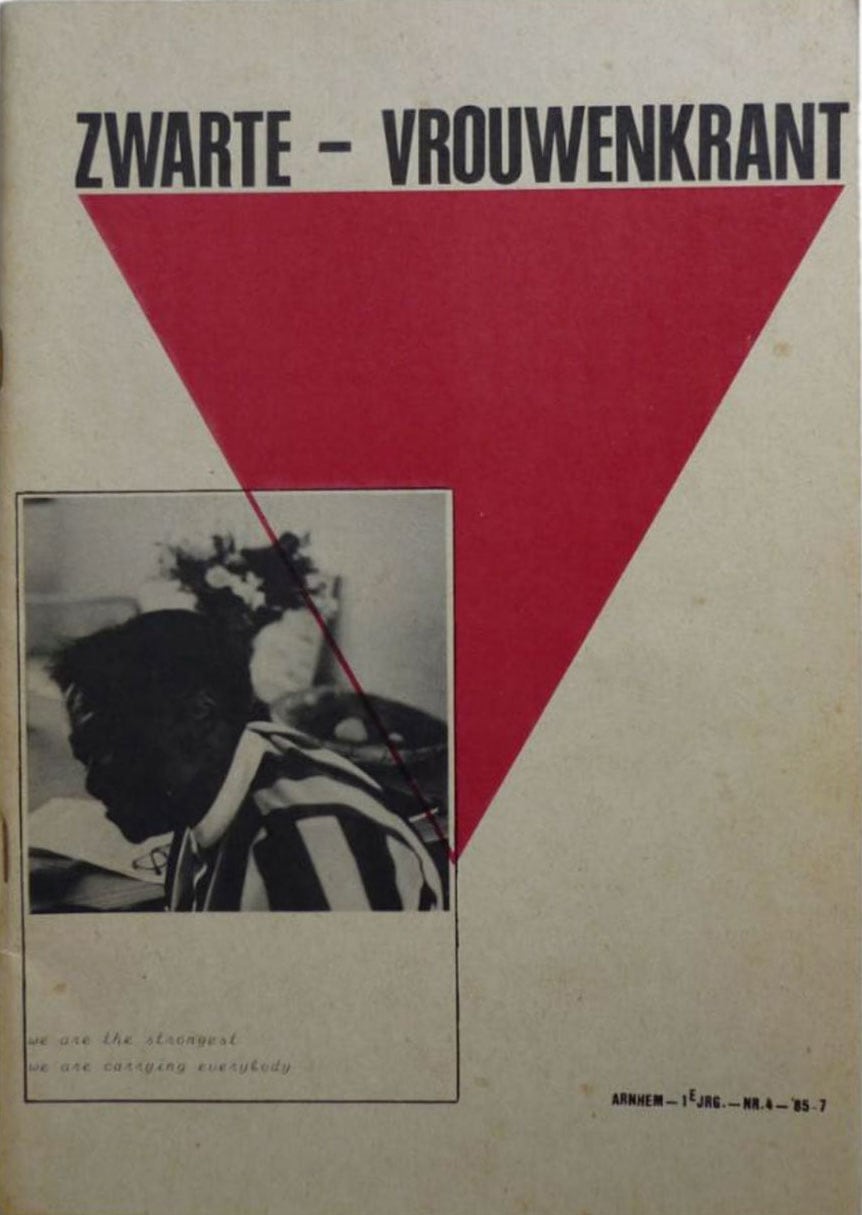 ZWARTE - VROUWENKRANT
we are the strongest
we are carrying everybody
ARNHEM — 1E JRG. — NR. 4 — '85-7